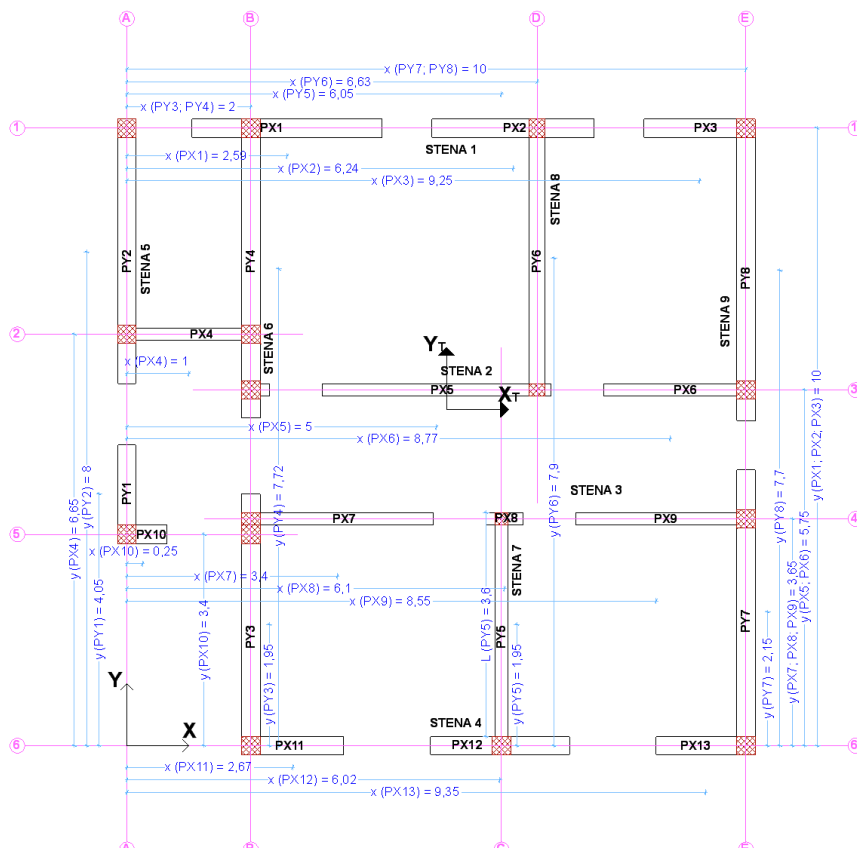 A
B
D
E
x (PY7; PY8) = 10
x (PY6) = 6,63
x (PY5) = 6,05
x (PY3; PY4) = 2
1
PX1
PX2
PX3
1
STENA 1
x (PX1) = 2,59
x (PX2) = 6,24
x (PX3) = 9,25
STENA 8
PY2
STENA 5
PY4
PY6
PY8
2
PX4
STENA 6
STENA 9
YT
STENA 2
x (PX4) = 1
PX5
XT
PX6
3
x (PX5) = 5
x (PX6) = 8,77
y (PX4) = 6,65
y (PY2) = 8
y (PY1) = 4,05
y (PX10) = 3,4
y (PY4) = 7,72
y (PY6) = 7,9
y (PY8) = 7,7
y (PX1; PX2; PX3) = 10
y (PX5; PX6) = 5,75
y (PX7; PX8; PX9) = 3,65
STENA 3
PY1
PX7
PX8
PX9
4
5
PX10
x (PX10) = 0,25
STENA 7
x (PX7) = 3,4
x (PX8) = 6,1
x (PX9) = 8,55
L (PY5) = 3,6
PY3
y (PY3) = 1,95
PY5
y (PY5) = 1,95
PY7
y (PY7) = 2,15
Y
X
STENA 4
6
PX11
PX12
PX13
6
x (PX11) = 2,67
x (PX12) = 6,02
x (PX13) = 9,35
A
B
C
E